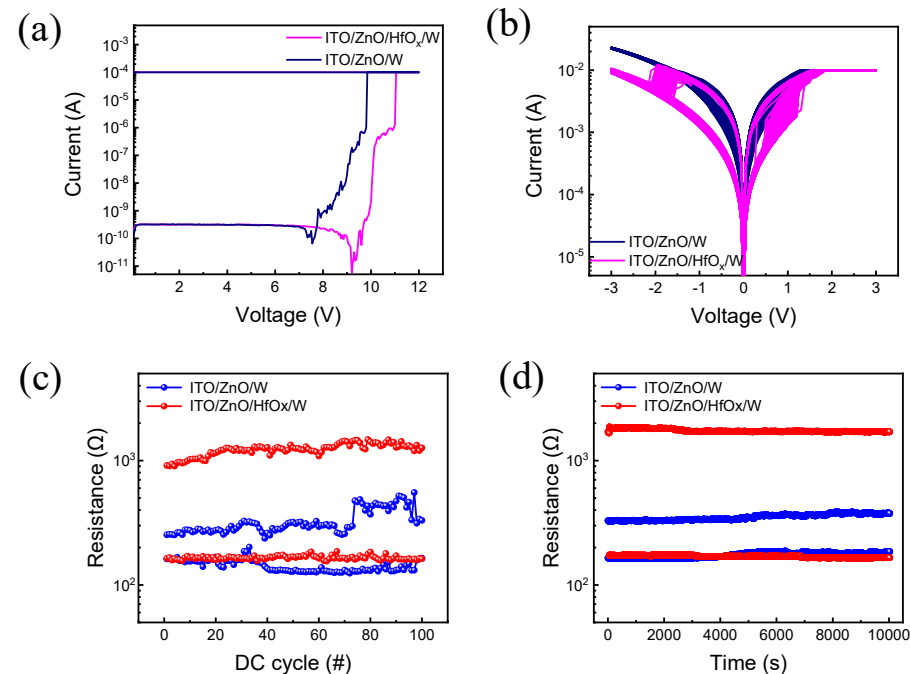 (a)
ITO/ZnO/HfOₓ/W
ITO/ZnO/W
10⁻³
10⁻⁴
10⁻⁵
10⁻⁶
10⁻⁷
10⁻⁸
10⁻⁹
10⁻¹⁰
10⁻¹¹
Current (A)
2 4 6 8 10 12
Voltage (V)
(b)
10⁻²
10⁻³
10⁻⁴
10⁻⁵
Current (A)
ITO/ZnO/W
ITO/ZnO/HfOₓ/W
-3 -2 -1 0 1 2 3
Voltage (V)
(c)
ITO/ZnO/W
ITO/ZnO/HfOx/W
10³
10²
Resistance (Ω)
0 20 40 60 80 100
DC cycle (#)
(d)
ITO/ZnO/W
ITO/ZnO/HfOx/W
10³
10²
Resistance (Ω)
0 2000 4000 6000 8000 10000
Time (s)